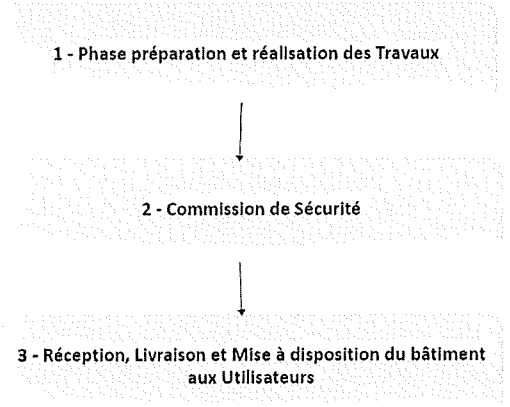 1 - Phase préparation et réalisation des Travaux
2 - Commission de Sécurité
3 - Réception, Livraison et Mise à disposition du bâtiment
aux Utilisateurs